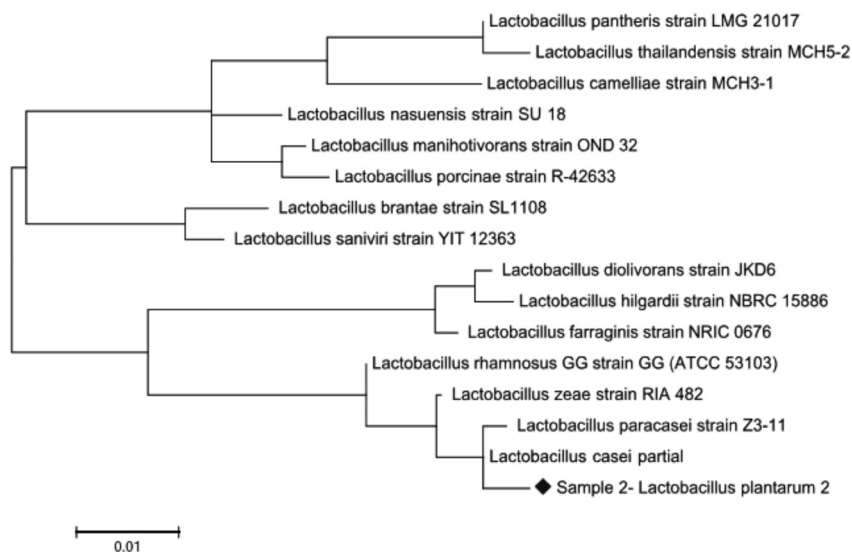 Lactobacillus pantheris strain LMG 21017
Lactobacillus thailandensis strain MCH5-2
Lactobacillus camelliae strain MCH3-1
Lactobacillus nasuensis strain SU 18
Lactobacillus manihotivorans strain OND 32
Lactobacillus porcinae strain R-42633
Lactobacillus brantae strain SL1108
Lactobacillus saniviri strain YIT 12363
Lactobacillus diolivorans strain JKD6
Lactobacillus hilgardii strain NBRC 15886
Lactobacillus farraginis strain NRIC 0676
Lactobacillus rhamnosus GG strain GG (ATCC 53103)
Lactobacillus zeae strain RIA 482
Lactobacillus paracasei strain Z3-11
Lactobacillus casei partial
Sample 2- Lactobacillus plantarum 2
0.01